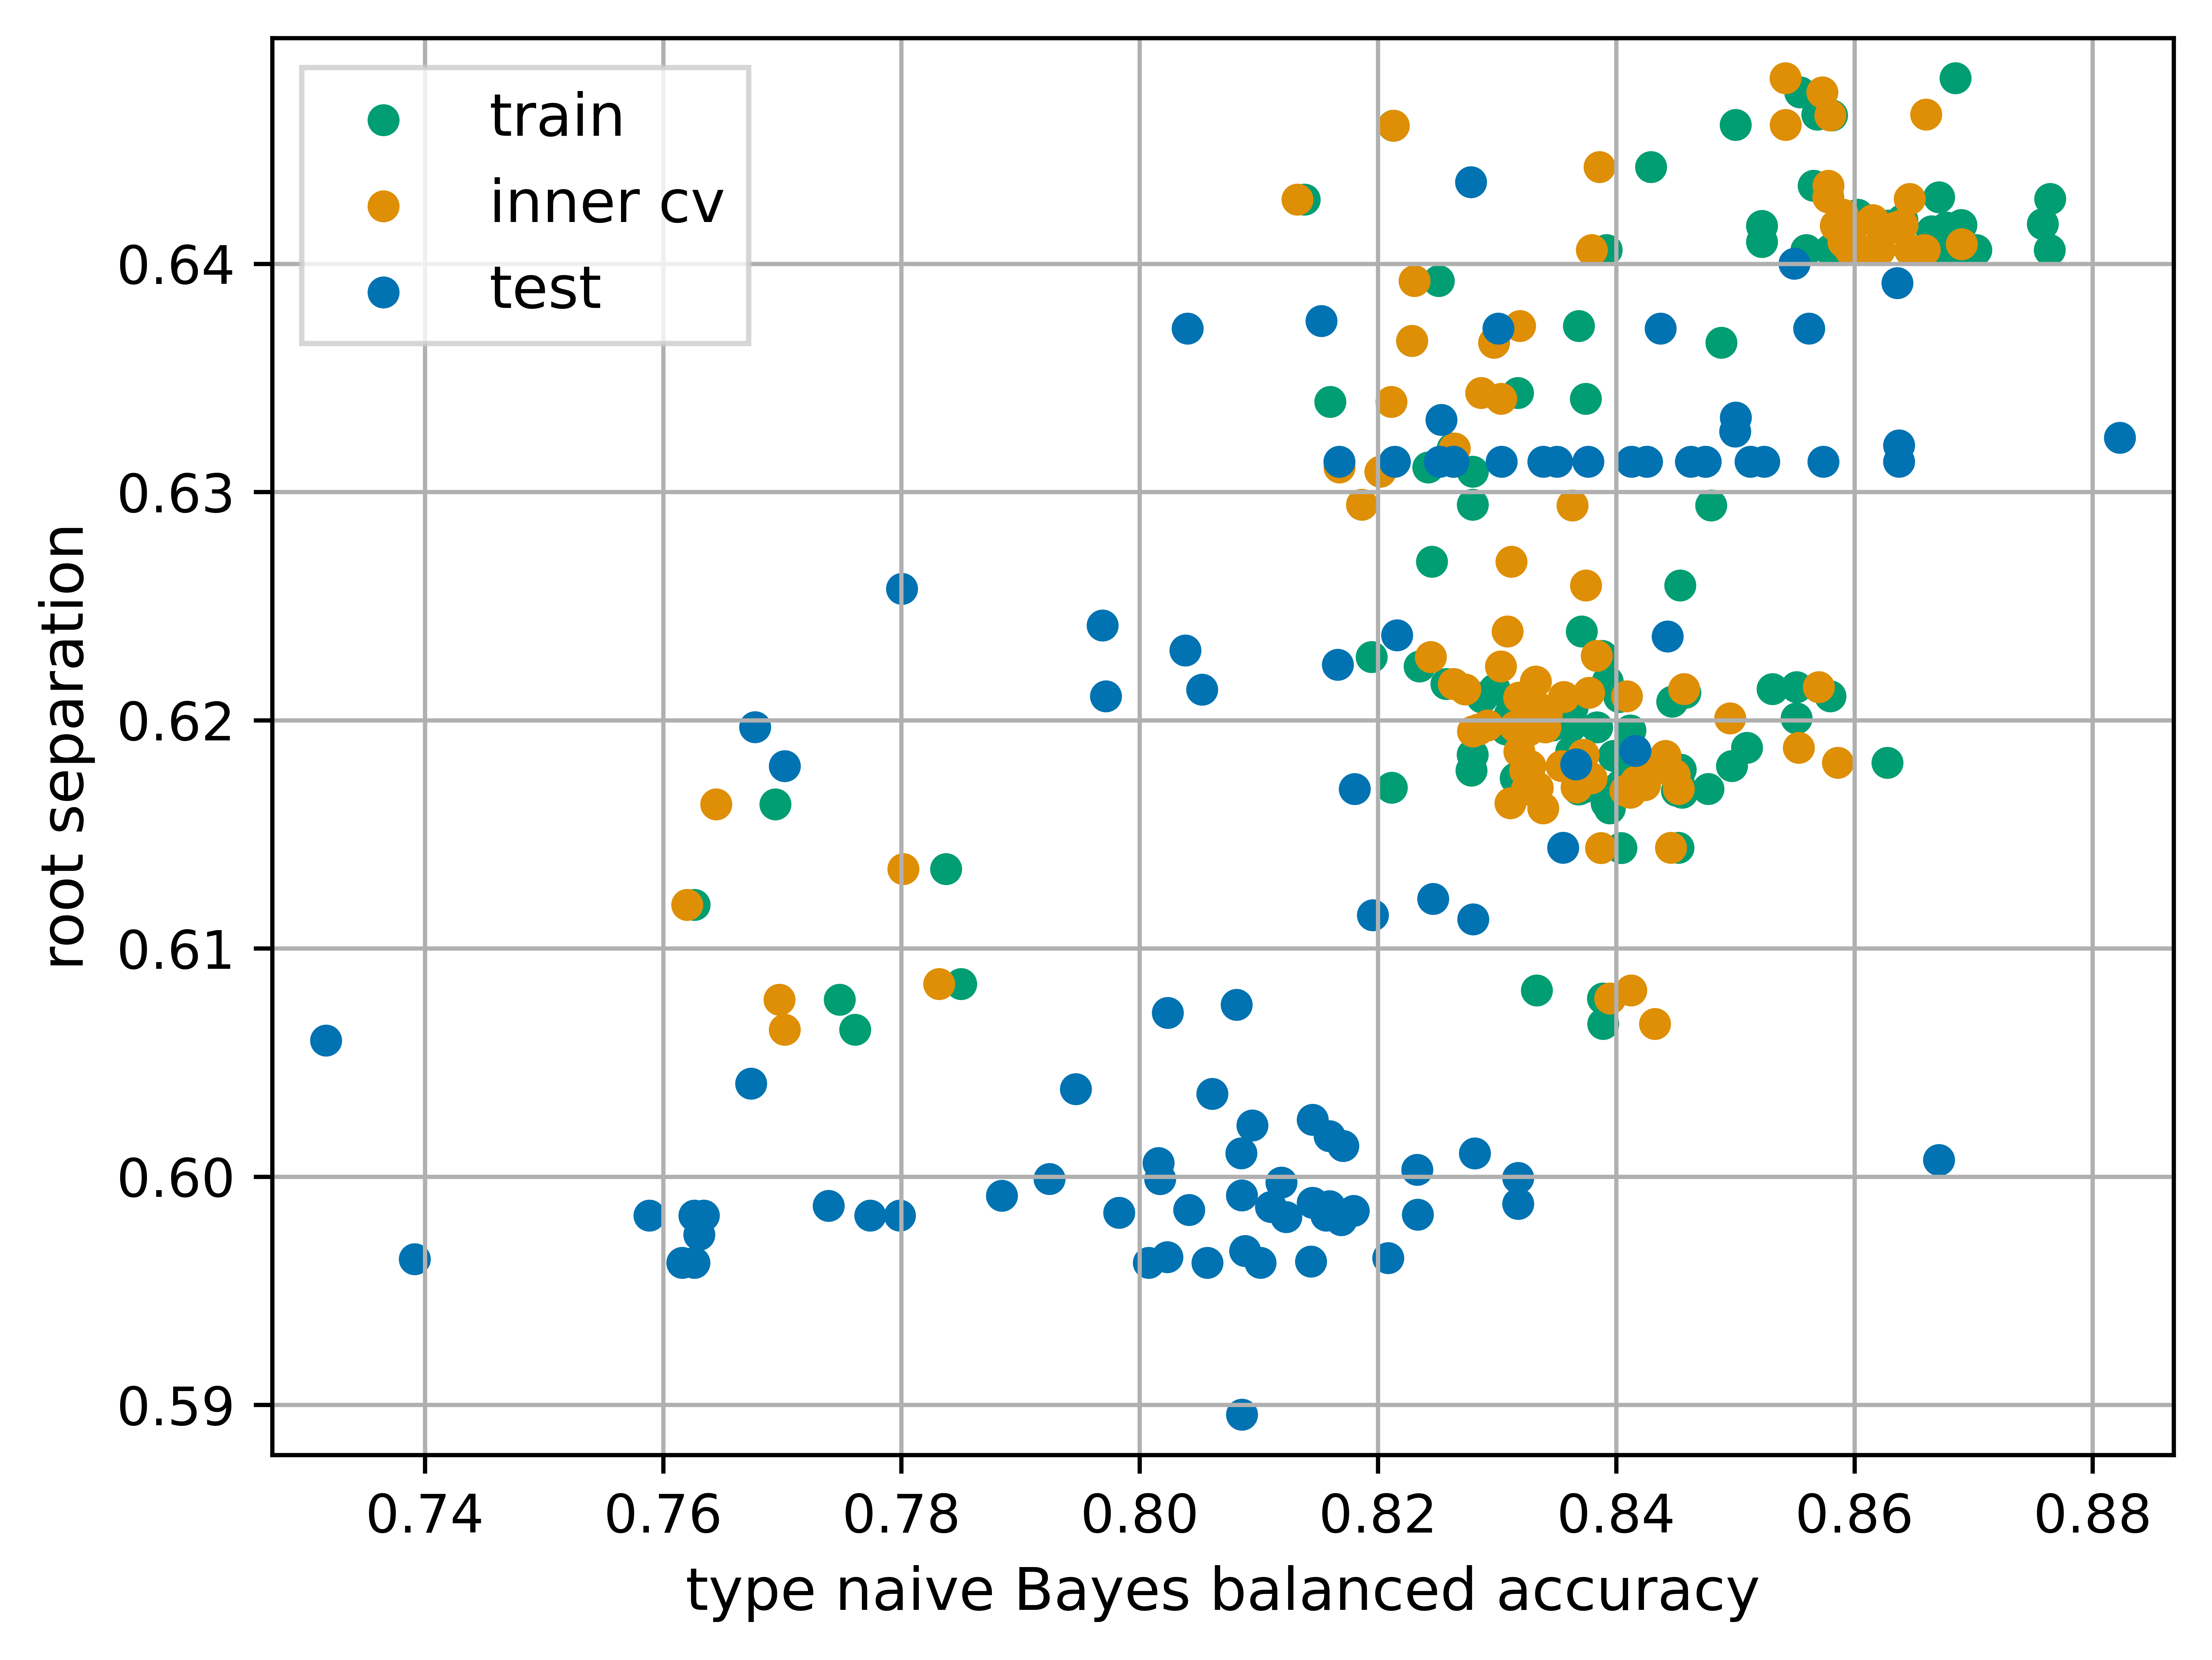 train
inner cv
test
0.64
0.63
0.62
0.61
0.60
0.59
root separation
0.74 0.76 0.78 0.80 0.82 0.84 0.86 0.88
type naive Bayes balanced accuracy